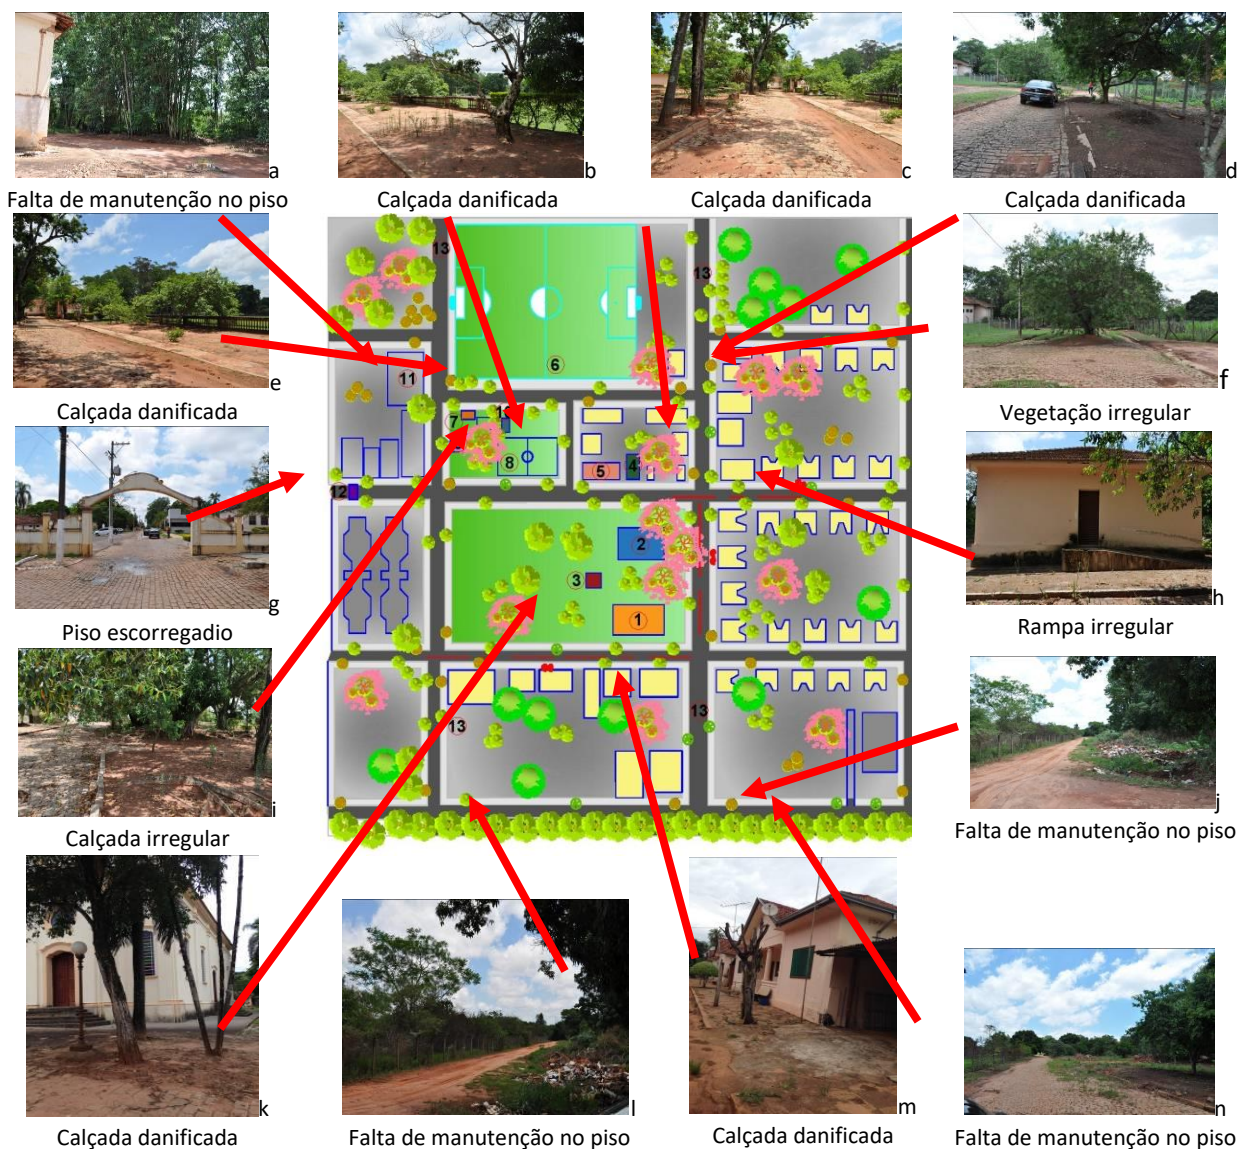 a
Falta de manutenção no piso
b
Calçada danificada
c
Calçada danificada
d
Calçada danificada
e
Calçada danificada
f
Vegetação irregular
g
Piso escorregadio
h
Rampa irregular
i
Calçada irregular
j
Falta de manutenção no piso
k
Calçada danificada
l
Falta de manutenção no piso
m
Calçada danificada
n
Falta de manutenção no piso
13
13
6
11
7
10
8
5
4
12
2
3
1
13
13